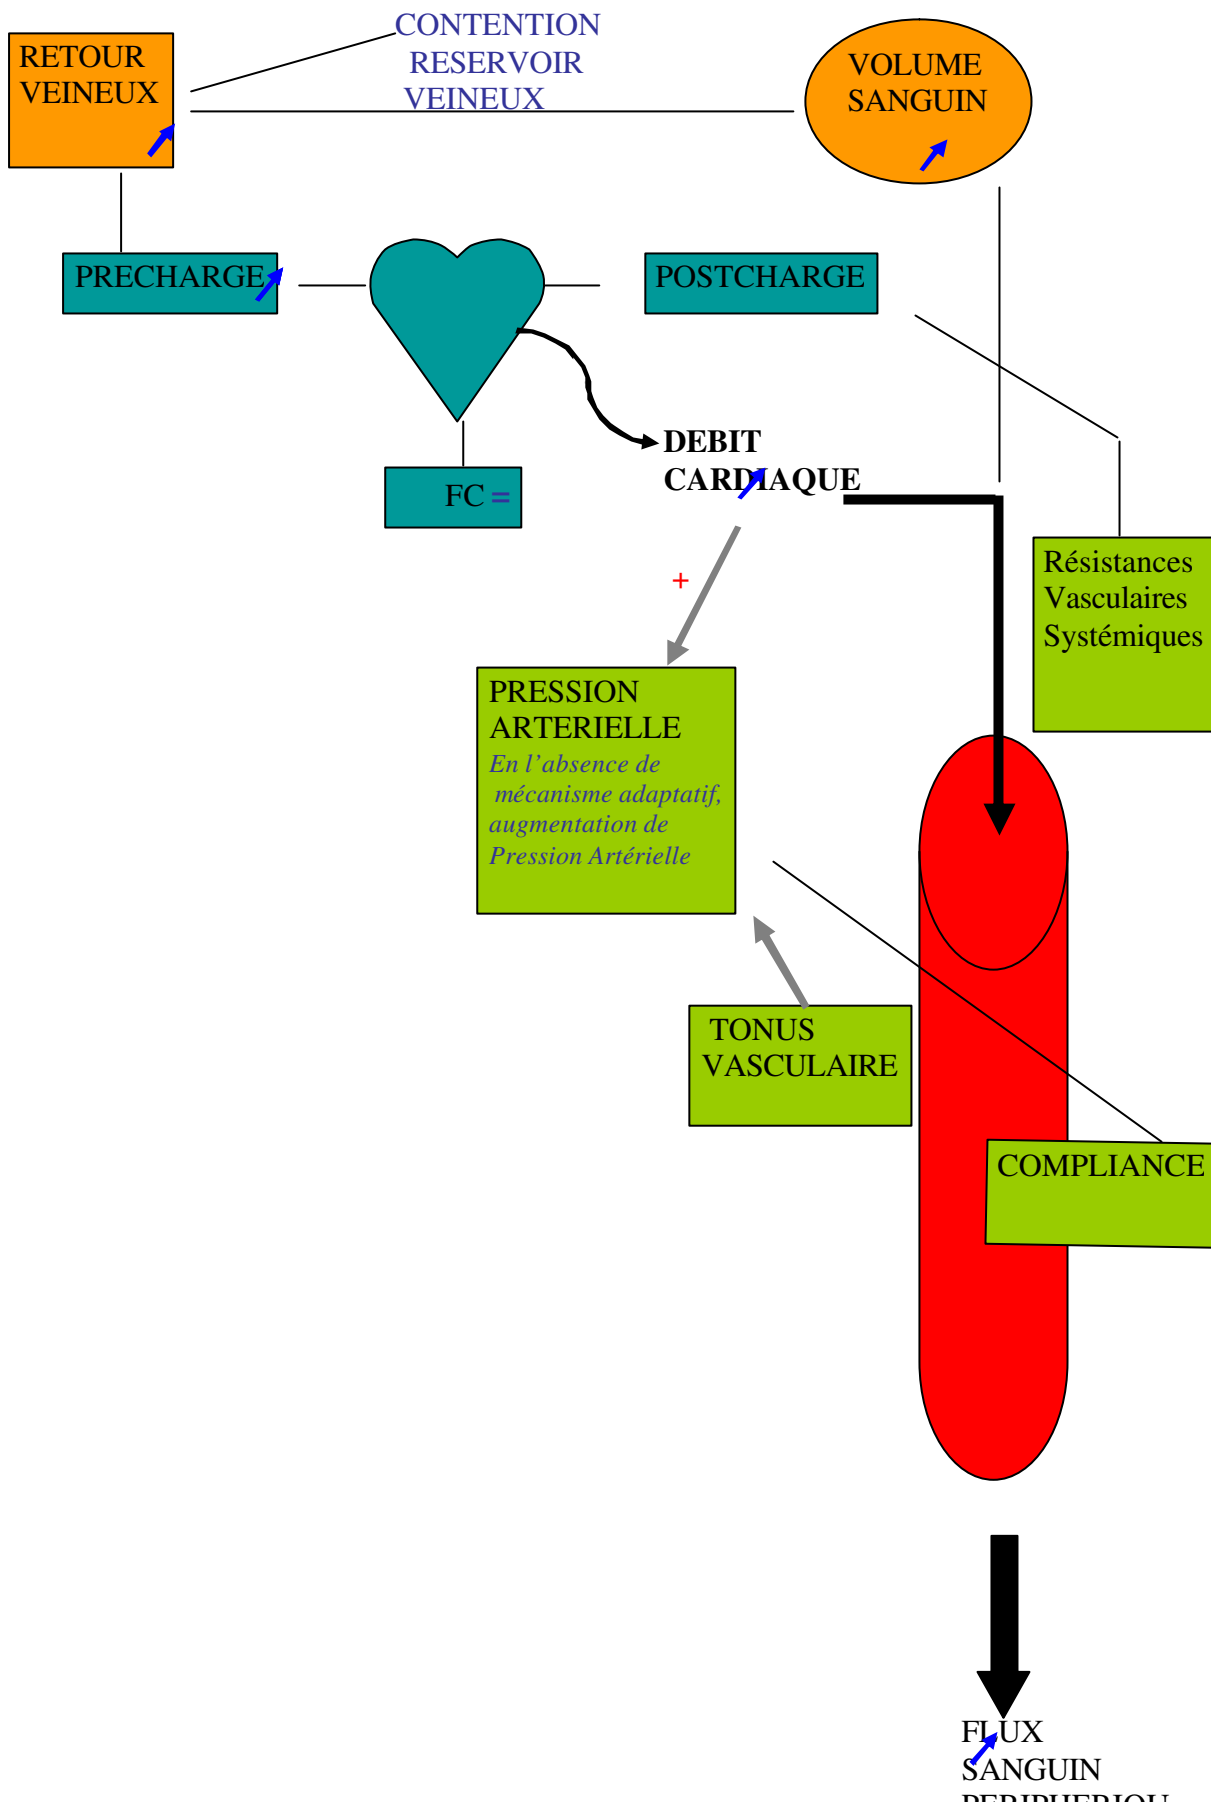 CONTENTION
RESERVOIR
VEINEUX
RETOUR
VEINEUX
VOLUME
SANGUIN
PRECHARGE
POSTCHARGE
DEBIT
CARDIAQUE
FC =
+
Résistances
Vasculaires
Systémiques
PRESSION
ARTERIELLE
En l'absence de
mécanisme adaptatif,
augmentation de
Pression Artérielle
TONUS
VASCULAIRE
COMPLIANCE
FLUX
SANGUIN
PERIPHERIQU